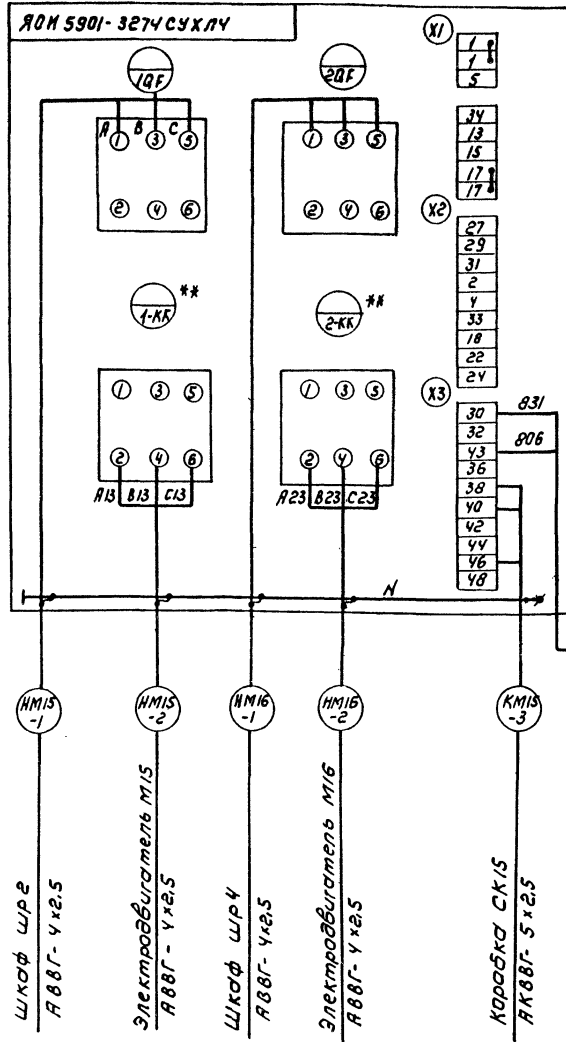 ЯОИ 5901-3274СУХЛ4
1QF
2QF
А В С
1 3 5
1 3 5
2 4 6
2 4 6
1-КК **
2-КК **
1 3 5
1 3 5
2 4 6
2 4 6
А13 В13 С13
А23 В23 С23
X1
1
1
5
34
13
15
17
17
X2
27
29
31
2
4
33
18
22
24
X3
30 831
32
43 806
36
38
40
42
44
46
48
N
НМ15
-1
НМ15
-2
НМ16
-1
НМ16
-2
КМ15
-3
Шкаф ШР2
АВВГ-4х2,5
Электродвигатель М15
АВВГ-4х2,5
Шкаф ШР4
АВВГ-4х2,5
Электродвигатель М16
АВВГ-4х2,5
Коробка СК15
АКВВГ-5х2,5